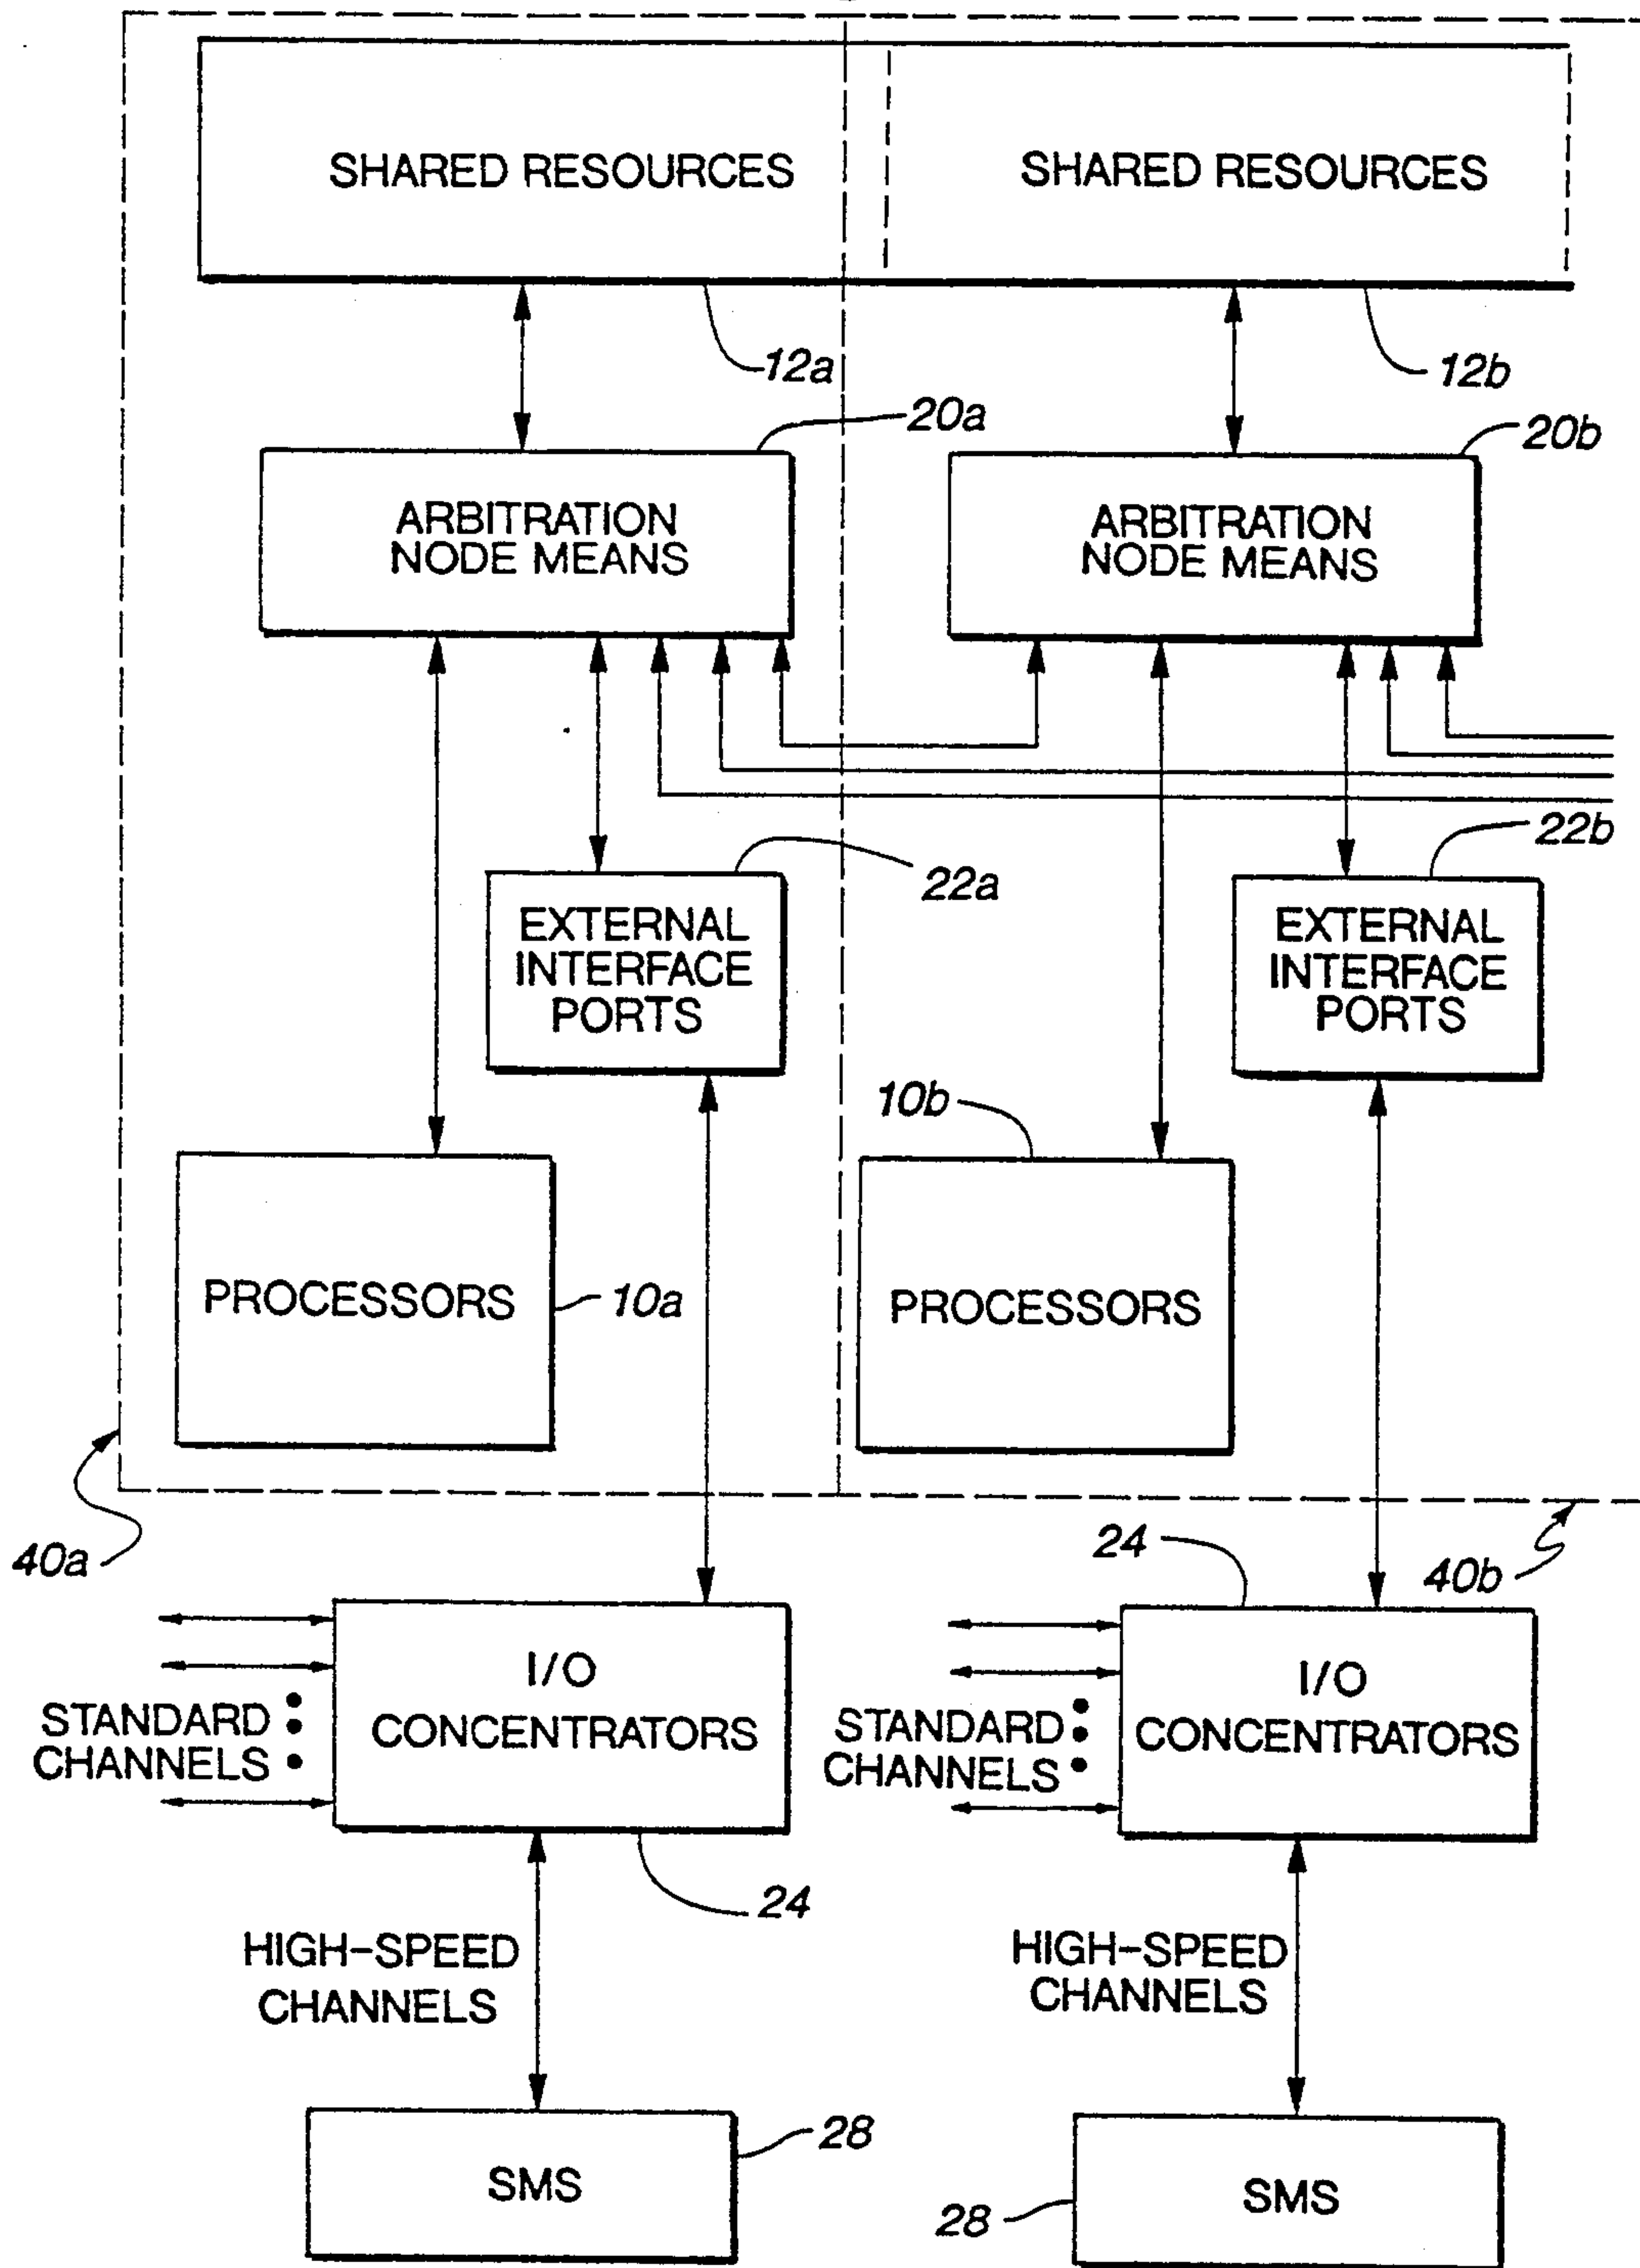 SHARED RESOURCES
SHARED RESOURCES
12a
12b
20a
20b
ARBITRATION
NODE MEANS
ARBITRATION
NODE MEANS
22a
22b
EXTERNAL
INTERFACE
PORTS
EXTERNAL
INTERFACE
PORTS
10b
PROCESSORS
10a
PROCESSORS
40a
24
40b
I/O
CONCENTRATORS
STANDARD
CHANNELS
I/O
CONCENTRATORS
STANDARD
CHANNELS
24
HIGH-SPEED
CHANNELS
HIGH-SPEED
CHANNELS
28
SMS
28
SMS